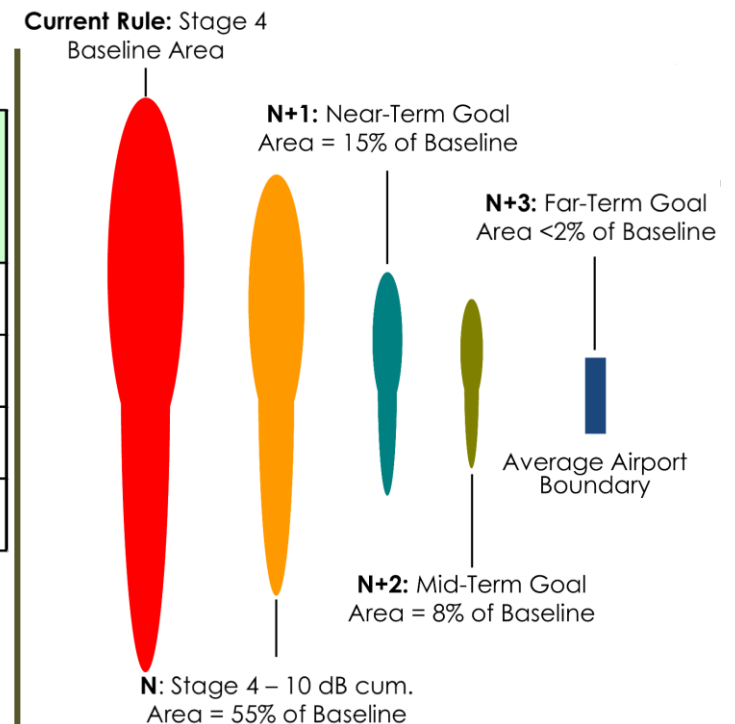 Current Rule: Stage 4
Baseline Area
N+1: Near-Term Goal
Area = 15% of Baseline
N+3: Far-Term Goal
Area <2% of Baseline
Average Airport
Boundary
N+2: Mid-Term Goal
Area = 8% of Baseline
N: Stage 4 – 10 dB cum.
Area = 55% of Baseline